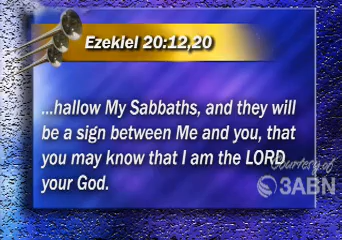 Ezekiel 20:12,20
...hallow My Sabbaths, and they will
be a sign between Me and you, that
you may know that I am the LORD
your God.
Courtesy of
3ABN